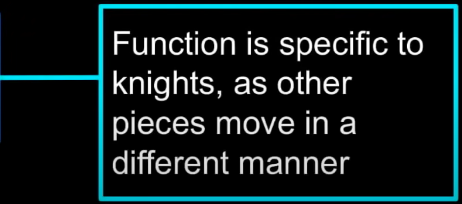 Function is specific to
knights, as other
pieces move in a
different manner